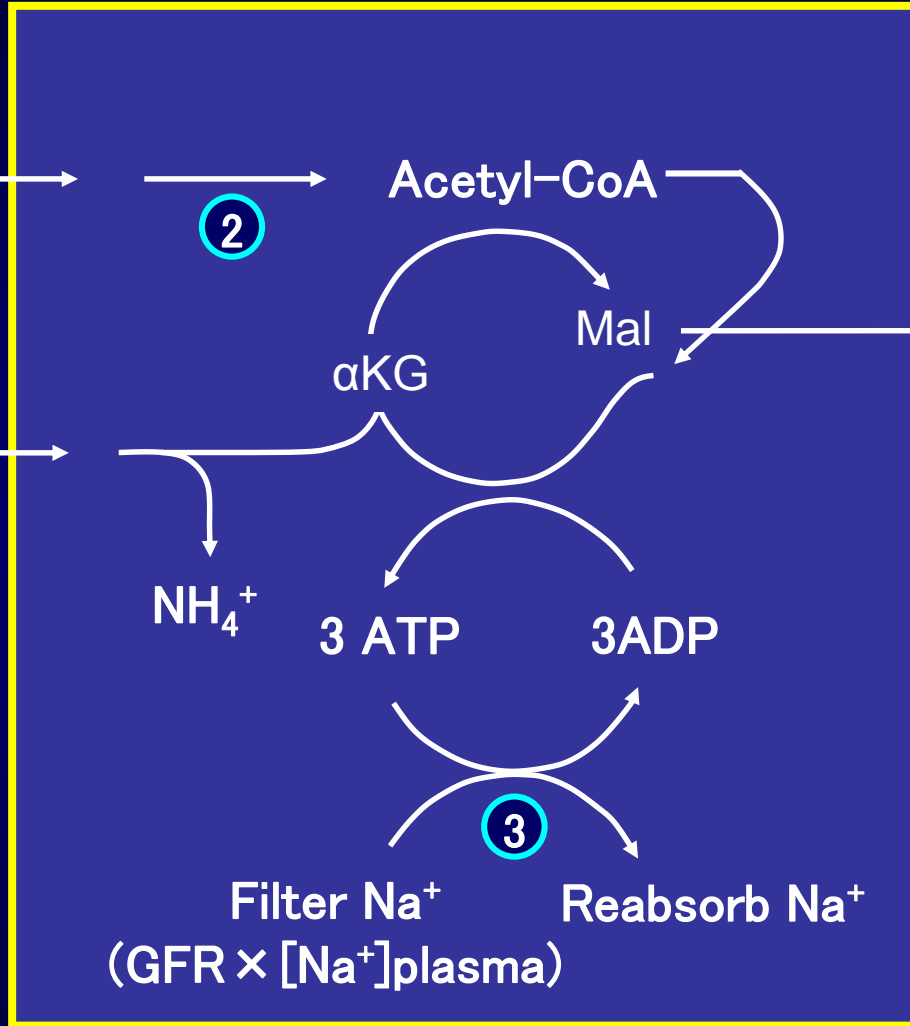 Acetyl-CoA
2
Mal
αKG
NH₄⁺
3 ATP
3ADP
3
Filter Na⁺
Reabsorb Na⁺
(GFR × [Na⁺]plasma)